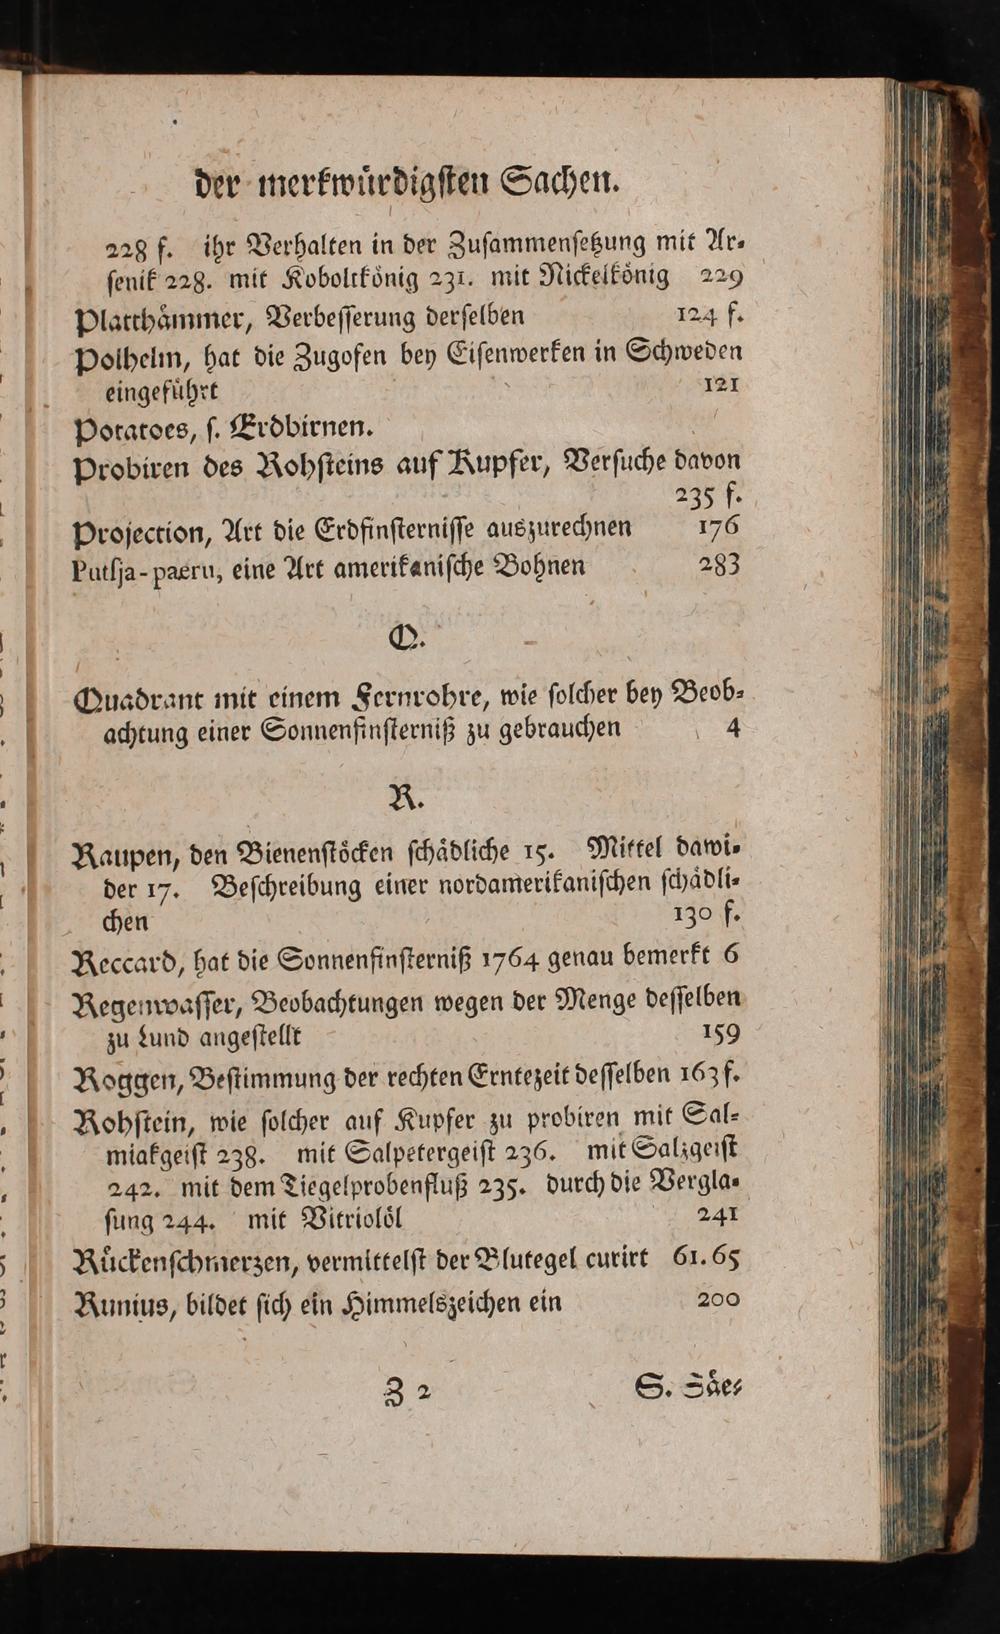 der merkwürdigſten Sachen.
228 f. ihr Verhalten in der Zuſammenſetzung mit Ar-
ſenik 228. mit Koboltkönig 231. mit Nickelkönig 229
Platthämmer, Verbeſſerung derſelben 124 f.
Polhelm, hat die Zugofen bey Eiſenwerken in Schweden
eingeführt 121
Potatoes, ſ. Erdbirnen.
Probiren des Rohſteins auf Kupfer, Verſuche davon
235 f.
Projection, Art die Erdfinſterniſſe auszurechnen 176
Putſja-paeru, eine Art amerikaniſche Bohnen 283
Q.
Quadrant mit einem Fernrohre, wie ſolcher bey Beob-
achtung einer Sonnenfinſterniß zu gebrauchen 4
R.
Raupen, den Bienenſtöcken ſchädliche 15. Mittel dawi-
der 17. Beſchreibung einer nordamerikaniſchen ſchädli-
chen 130 f.
Reccard, hat die Sonnenfinſterniß 1764 genau bemerkt 6
Regenwaſſer, Beobachtungen wegen der Menge deſſelben
zu Lund angeſtellt 159
Roggen, Beſtimmung der rechten Erntezeit deſſelben 163 f.
Rohſtein, wie ſolcher auf Kupfer zu probiren mit Sal-
miakgeiſt 238. mit Salpetergeiſt 236. mit Salzgeiſt
242. mit dem Tiegelprobenfluß 235. durch die Vergla-
ſung 244. mit Vitriolöl 241
Rückenſchmerzen, vermittelſt der Blutegel curirt 61. 65
Runius, bildet ſich ein Himmelszeichen ein 200
Z 2 S. Säe-